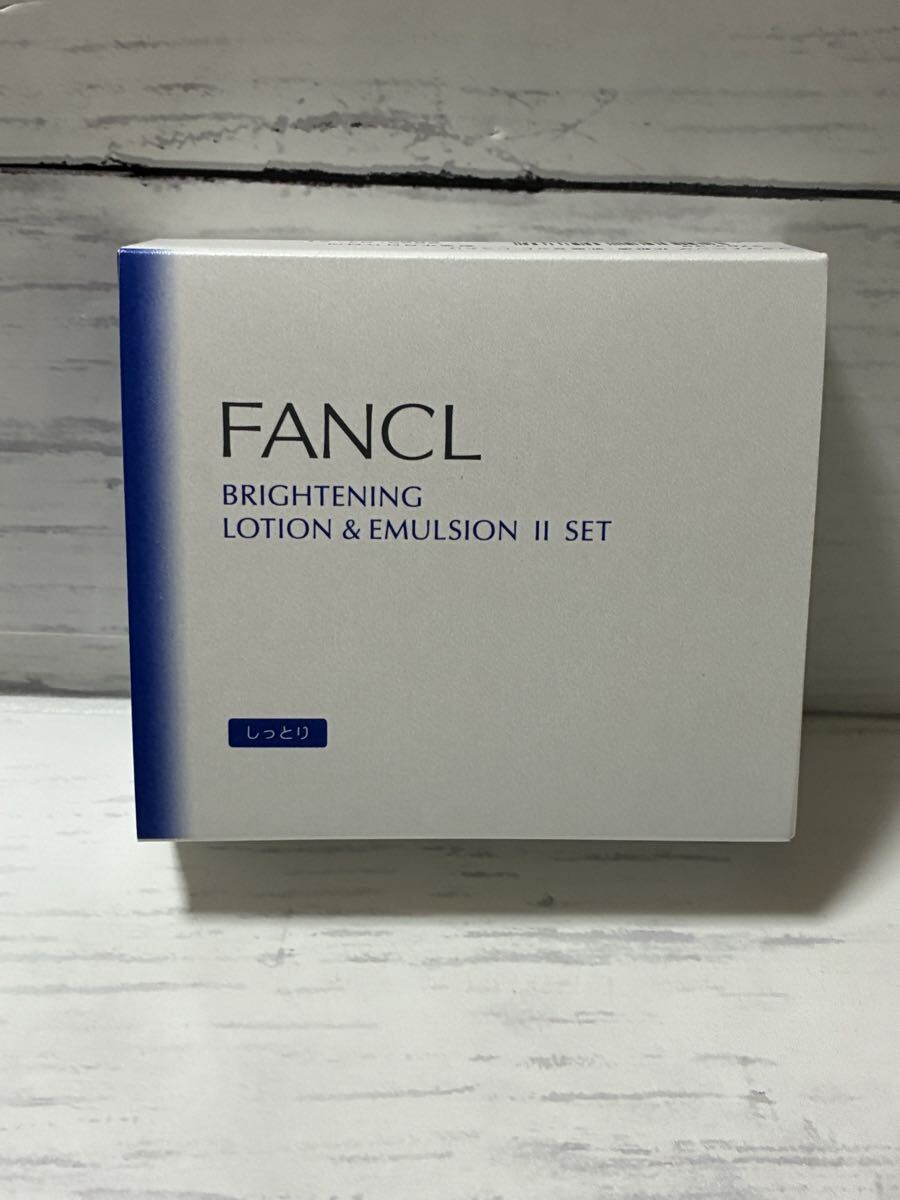 FANCL
BRIGHTENING
LOTION & EMULSION II SET
しっとり